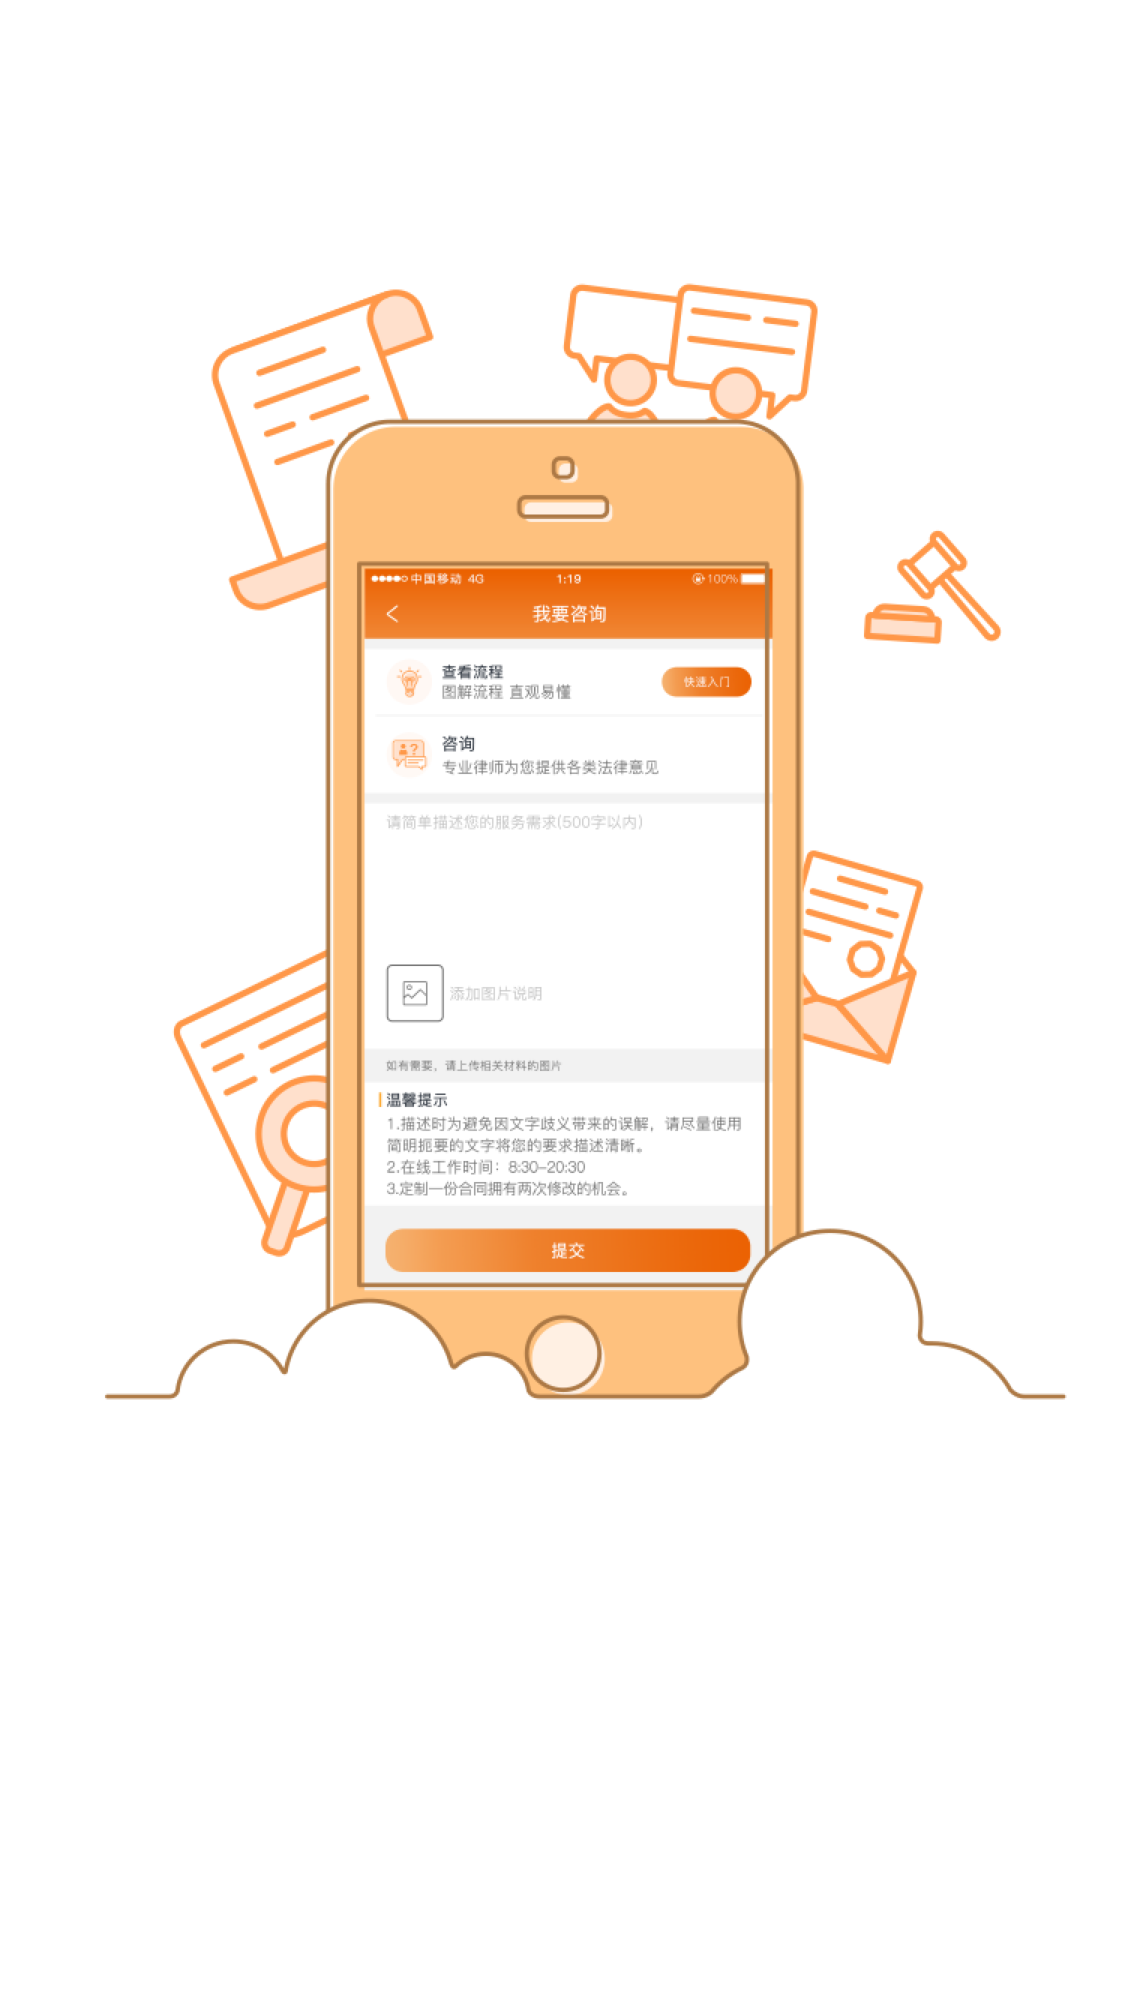 中国移动 4G 1:19 100%
我要咨询
查看流程
图解流程 直观易懂
快速入门
咨询
专业律师为您提供各类法律意见
请简单描述您的服务需求(500字以内)
添加图片说明
如有需要，请上传相关材料的图片
温馨提示
1.描述时为避免因文字歧义带来的误解，请尽量使用
简明扼要的文字将您的要求描述清晰。
2.在线工作时间：8:30-20:30
3.定制一份合同拥有两次修改的机会。
提交